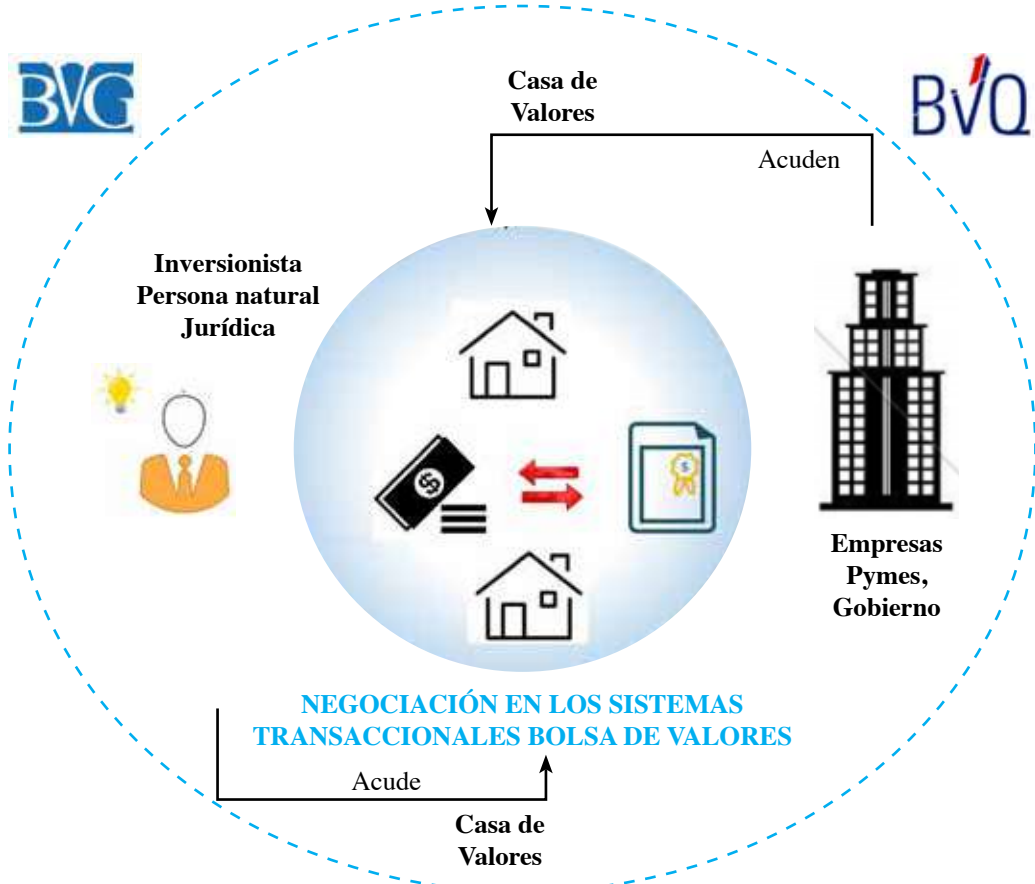 BVG
BVQ
Casa de
Valores
Acuden
Inversionista
Persona natural
Jurídica
$
$
Empresas
Pymes,
Gobierno
NEGOCIACIÓN EN LOS SISTEMAS
TRANSACCIONALES BOLSA DE VALORES
Acude
Casa de
Valores